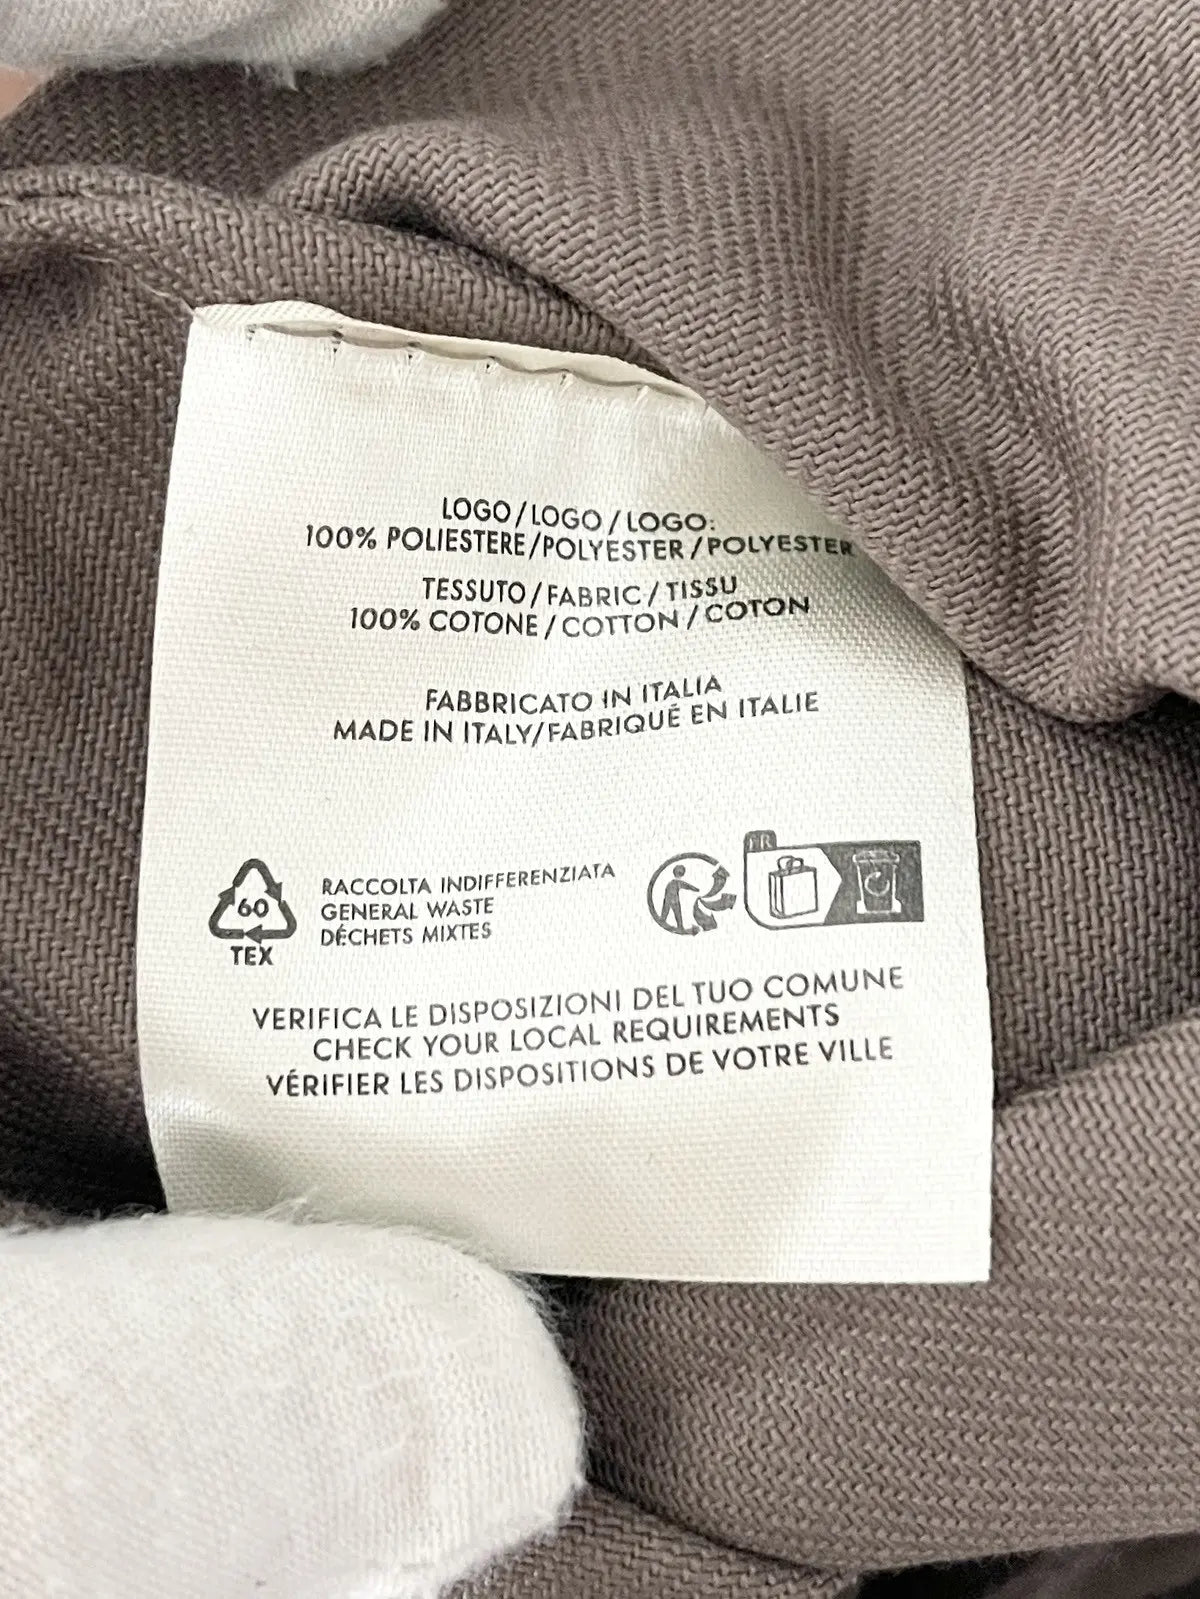 LOGO/LOGO/LOGO:
100% POLIESTERE/POLYESTER/POLYESTER
TESSUTO/FABRIC/TISSU
100% COTONE/COTTON/COTON
FABBRICATO IN ITALIA
MADE IN ITALY/FABRIQUÉ EN ITALIE
60
TEX
RACCOLTA INDIFFERENZIATA
GENERAL WASTE
DÉCHETS MIXTES
FR
VERIFICA LE DISPOSIZIONI DEL TUO COMUNE
CHECK YOUR LOCAL REQUIREMENTS
VÉRIFIER LES DISPOSITIONS DE VOTRE VILLE